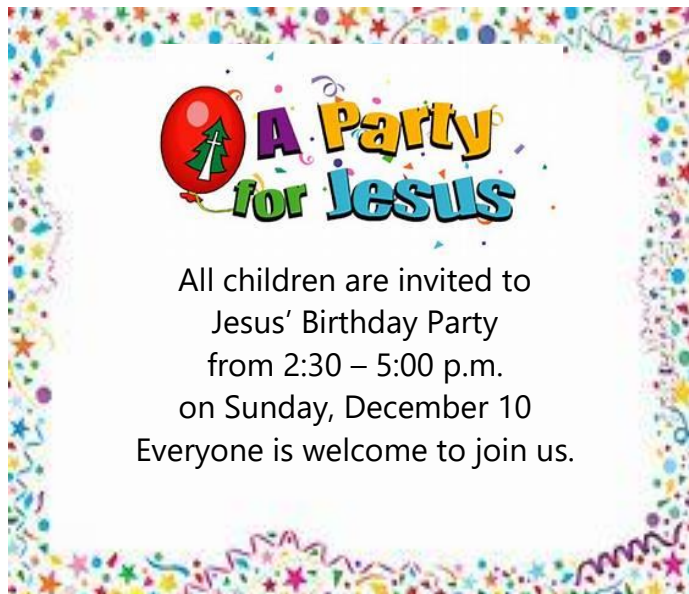 A Party
for Jesus
All children are invited to
Jesus’ Birthday Party
from 2:30 – 5:00 p.m.
on Sunday, December 10
Everyone is welcome to join us.